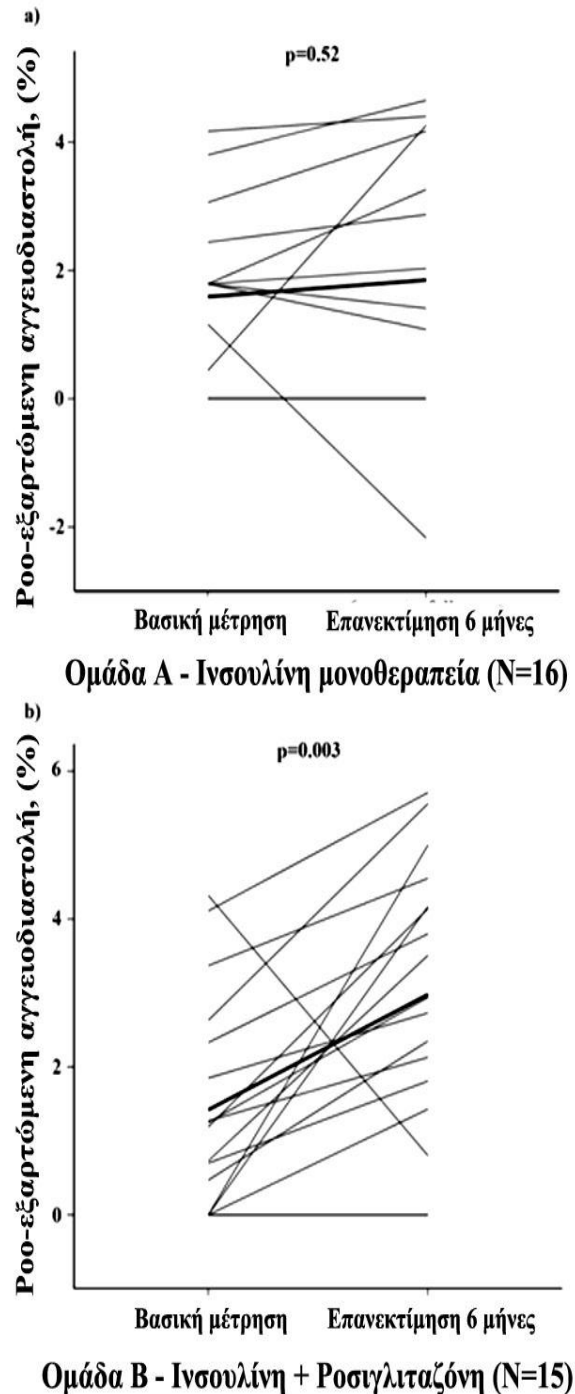 a)
p=0.52
Ροο-εξαρτώμενη αγγειοδιαστολή, (%)
4
2
0
-2
Βασική μέτρηση Επανεκτίμηση 6 μήνες
Ομάδα Α - Ινσουλίνη μονοθεραπεία (N=16)
b)
p=0.003
Ροο-εξαρτώμενη αγγειοδιαστολή, (%)
6
4
2
0
Βασική μέτρηση Επανεκτίμηση 6 μήνες
Ομάδα Β - Ινσουλίνη + Ροσιγλιταζόνη (N=15)